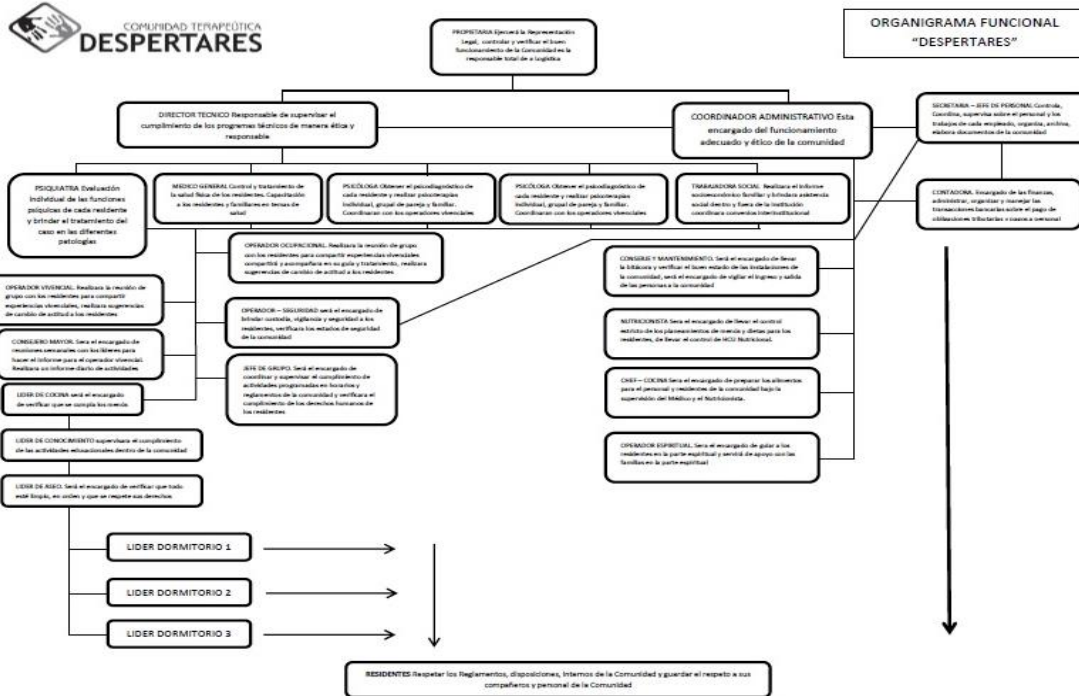 COMUNIDAD TERAPEÚTICA
DESPERTARES
ORGANIGRAMA FUNCIONAL
"DESPERTARES"
PROPIETARIA Ejercerá la Representación
Legal, controlar y verificar el buen
funcionamiento de la Comunidad es la
responsable total de a Logística
DIRECTOR TECNICO Responsable de supervisar el
cumplimiento de los programas técnicos de manera ética y
responsable
COORDINADOR ADMINISTRATIVO Esta
encargado del funcionamiento
adecuado y ético de la comunidad
SECRETARIA – JEFE DE PERSONAL Controla,
Coordina, supervisa sobre el personal y los
trabajos de cada empleado, organiza, archiva,
elabora documentos de la comunidad
PSIQUIATRA Evaluación
Individual de las funciones
psíquicas de cada residente
y brinder el tratamiento del
caso en las diferentes
patologías
MEDICO GENERAL Control y tratamiento de
la salud física de los residentes. Capacitación
a los residentes y familiares en temas de
salud
PSICÓLOGA Obtener el psicodiagnóstico de
cada residente y realizar psicoterapias
individual, grupal de pareja y familiar.
Coordinaran con los operadores vivenciales
PSICÓLOGA Obtener el psicodiagnóstico de
cada residente y realizar psicoterapias
individual, grupal de pareja y familiar.
Coordinaran con los operadores vivenciales
TRABAJADORA SOCIAL. Realizara el informe
socioeconómico familiar y brindara asistencia
social dentro y fuera de la institución
coordinara convenios interinstitucional
CONTADORA. Encargado de las finanzas,
administrar, organizar y manejar las
transacciones bancarias sobre el pago de
obligaciones tributarias y pagos a personal
OPERADOR OCUPACIONAL. Realizara la reunión de grupo
con los residentes para compartir experiencias vivenciales
compartirá y acompañara en su guía y tratamiento, realizara
sugerencias de cambio de actitud a los residentes
CONSERJE Y MANTENIMIENTO. Será el encargado de llevar
la bitácora y verificar el buen estado de las instalaciones de
la comunidad, será el encargado de vigilar el ingreso y salida
de las personas a la comunidad
OPERADOR VIVENCIAL. Realizara la reunión de
grupo con los residentes para compartir
experiencias vivenciales, realizara sugerencias
de cambio de actitud a los residentes
OPERADOR – SEGURIDAD será el encargado de
brindar custodia, vigilancia y seguridad a los
residentes, verificara los estados de seguridad
de la comunidad
NUTRICIONISTA Sera el encargado de llevar el control
estricto de los planeamientos de menús y dietas para los
residentes, de llevar el control de HCU Nutricional.
CONSEJERO MAYOR. Sera el encargado de
reuniones semanales con los líderes para
hacer el informe para el operador vivencial.
Realizara un informe diario de actividades
JEFE DE GRUPO. Será el encargado de
coordinar y supervisar el cumplimiento de
actividades programadas en horarios y
reglamentos de la comunidad y verificara el
cumplimiento de los derechos humanos de
los residentes
CHEF – COCINA Sera el encargado de preparar los alimentos
para el personal y residentes de la comunidad bajo la
supervisión del Médico y el Nutricionista.
LIDER DE COCINA será el encargado
de verificar que se cumpla los menús
LIDER DE CONOCIMIENTO supervisara el cumplimiento
de las actividades educacionales dentro de la comunidad
OPERADOR ESPIRITUAL. Sera el encargado de guiar a los
residentes en la parte espiritual y servirá de apoyo con las
familias en la parte espiritual
LIDER DE ASEO. Será el encargado de verificar que todo
esté limpio, en orden y que se respete sus derechos
LIDER DORMITORIO 1
LIDER DORMITORIO 2
LIDER DORMITORIO 3
RESIDENTES Respetar los Reglamentos, disposiciones, Internos de la Comunidad y guardar el respeto a sus
compañeros y personal de la Comunidad